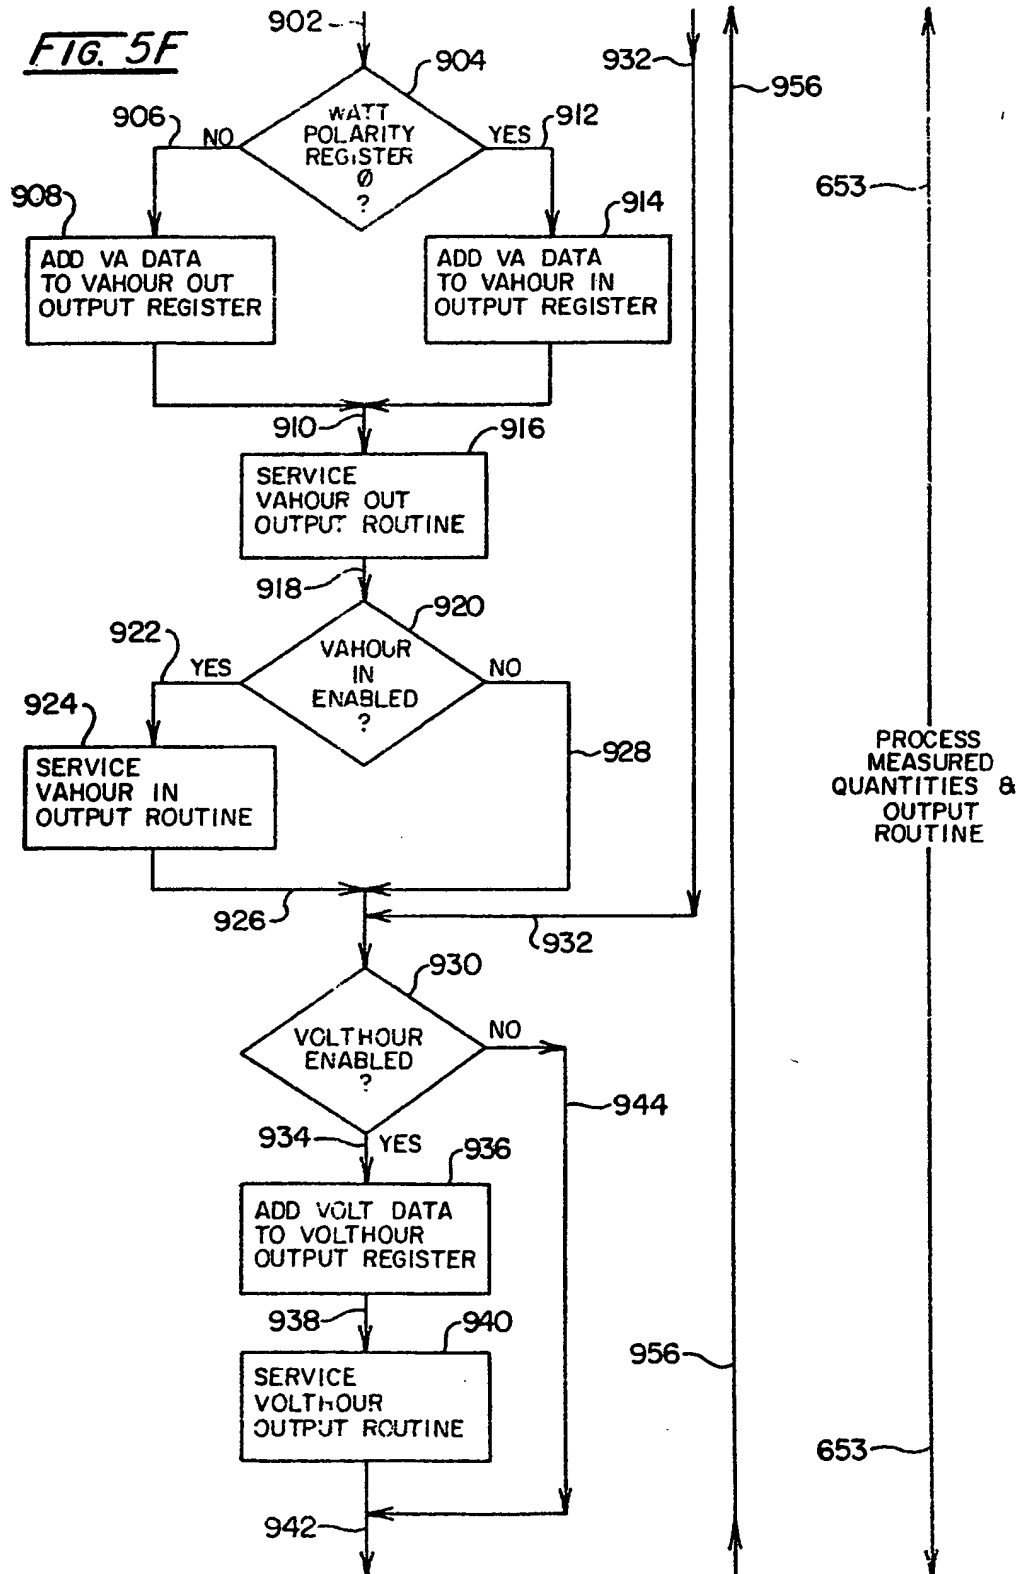 FIG. 5F
902
904
932
956
906
NO
WATT
POLARITY
REGISTER
Ø
?
YES
912
653
908
914
ADD VA DATA
TO VAHOUR OUT
OUTPUT REGISTER
ADD VA DATA
TO VAHOUR IN
OUTPUT REGISTER
910
916
SERVICE
VAHOUR OUT
OUTPUT ROUTINE
918
920
922
YES
VAHOUR
IN
ENABLED
?
NO
924
928
SERVICE
VAHOUR IN
OUTPUT ROUTINE
PROCESS
MEASURED
QUANTITIES &
OUTPUT
ROUTINE
926
932
930
VOLTHOUR
ENABLED
?
NO
944
934
YES
936
ADD VOLT DATA
TO VOLTHOUR
OUTPUT REGISTER
938
940
956
SERVICE
VOLTHOUR
OUTPUT ROUTINE
653
942